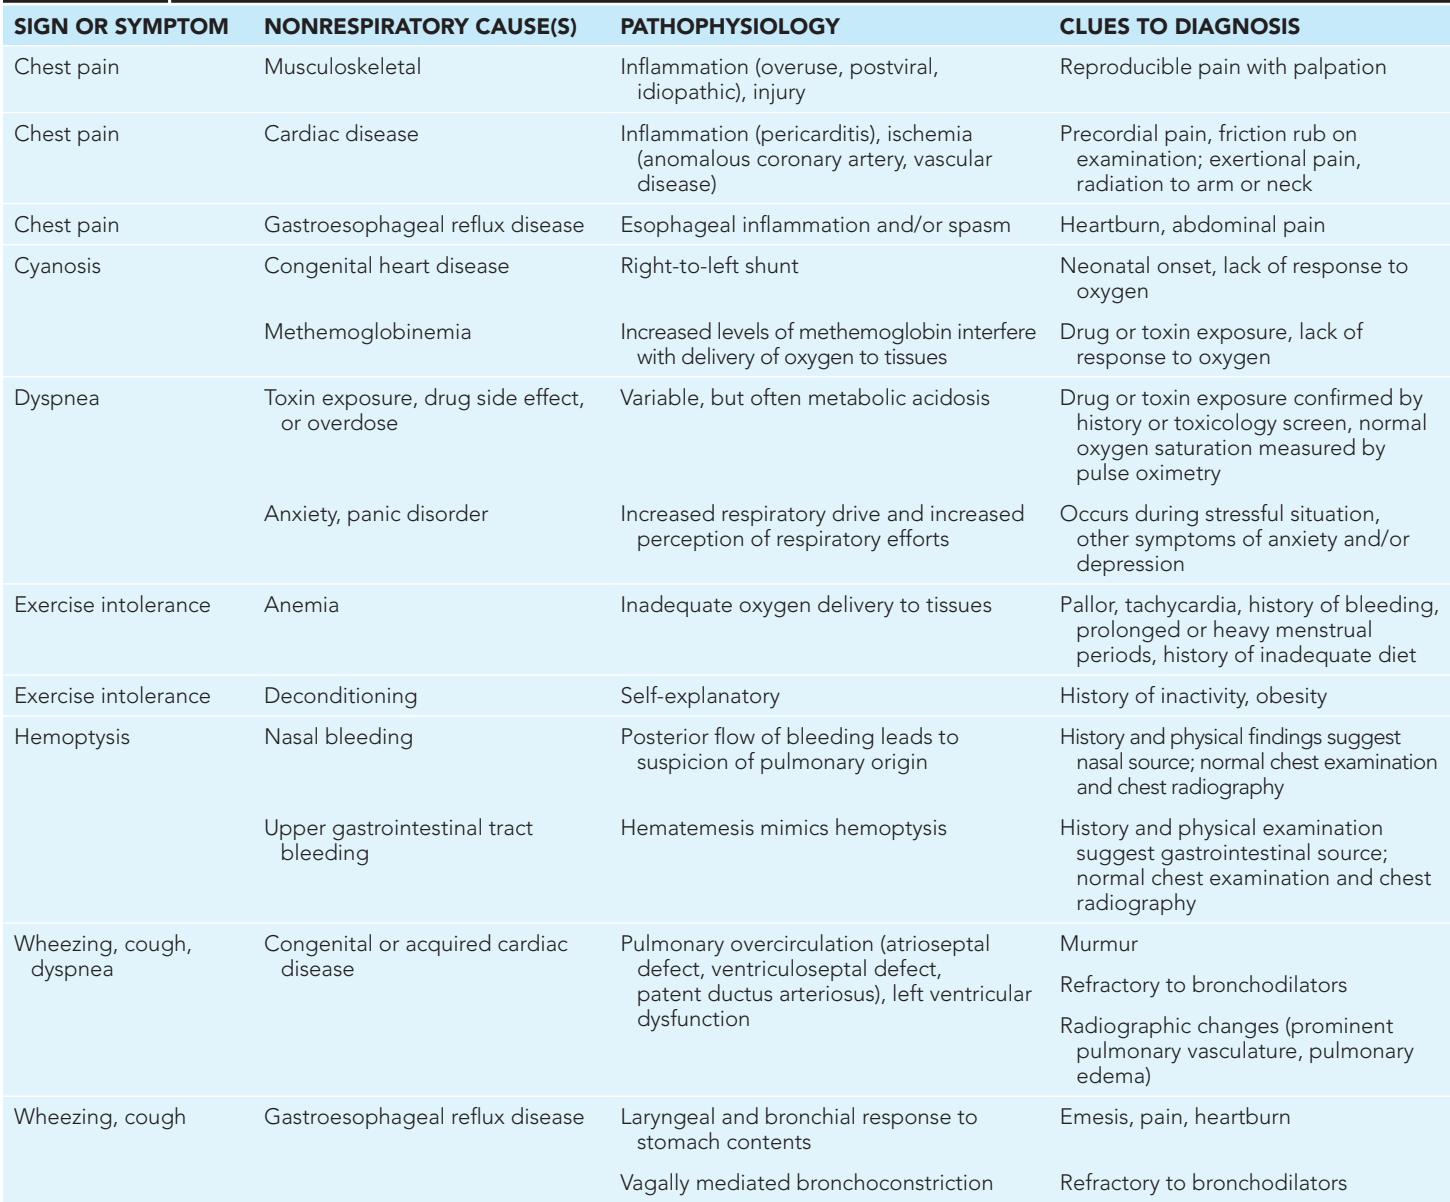 SIGN OR SYMPTOM NONRESPIRATORY CAUSE(S) PATHOPHYSIOLOGY CLUES TO DIAGNOSIS
Chest pain Musculoskeletal Inflammation (overuse, postviral, Reproducible pain with palpation
idiopathic), injury
Chest pain Cardiac disease Inflammation (pericarditis), ischemia Precordial pain, friction rub on
(anomalous coronary artery, vascular examination; exertional pain,
disease) radiation to arm or neck
Chest pain Gastroesophageal reflux disease Esophageal inflammation and/or spasm Heartburn, abdominal pain
Cyanosis Congenital heart disease Right-to-left shunt Neonatal onset, lack of response to
oxygen
Methemoglobinemia Increased levels of methemoglobin interfere Drug or toxin exposure, lack of
with delivery of oxygen to tissues response to oxygen
Dyspnea Toxin exposure, drug side effect, Variable, but often metabolic acidosis Drug or toxin exposure confirmed by
or overdose history or toxicology screen, normal
oxygen saturation measured by
pulse oximetry
Anxiety, panic disorder Increased respiratory drive and increased Occurs during stressful situation,
perception of respiratory efforts other symptoms of anxiety and/or
depression
Exercise intolerance Anemia Inadequate oxygen delivery to tissues Pallor, tachycardia, history of bleeding,
prolonged or heavy menstrual
periods, history of inadequate diet
Exercise intolerance Deconditioning Self-explanatory History of inactivity, obesity
Hemoptysis Nasal bleeding Posterior flow of bleeding leads to History and physical findings suggest
suspicion of pulmonary origin nasal source; normal chest examination
and chest radiography
Upper gastrointestinal tract Hematemesis mimics hemoptysis History and physical examination
bleeding suggest gastrointestinal source;
normal chest examination and chest
radiography
Wheezing, cough, Congenital or acquired cardiac Pulmonary overcirculation (atrioseptal Murmur
dyspnea disease defect, ventriculoseptal defect,
patent ductus arteriosus), left ventricular Refractory to bronchodilators
dysfunction
Radiographic changes (prominent
pulmonary vasculature, pulmonary
edema)
Wheezing, cough Gastroesophageal reflux disease Laryngeal and bronchial response to Emesis, pain, heartburn
stomach contents
Vagally mediated bronchoconstriction Refractory to bronchodilators